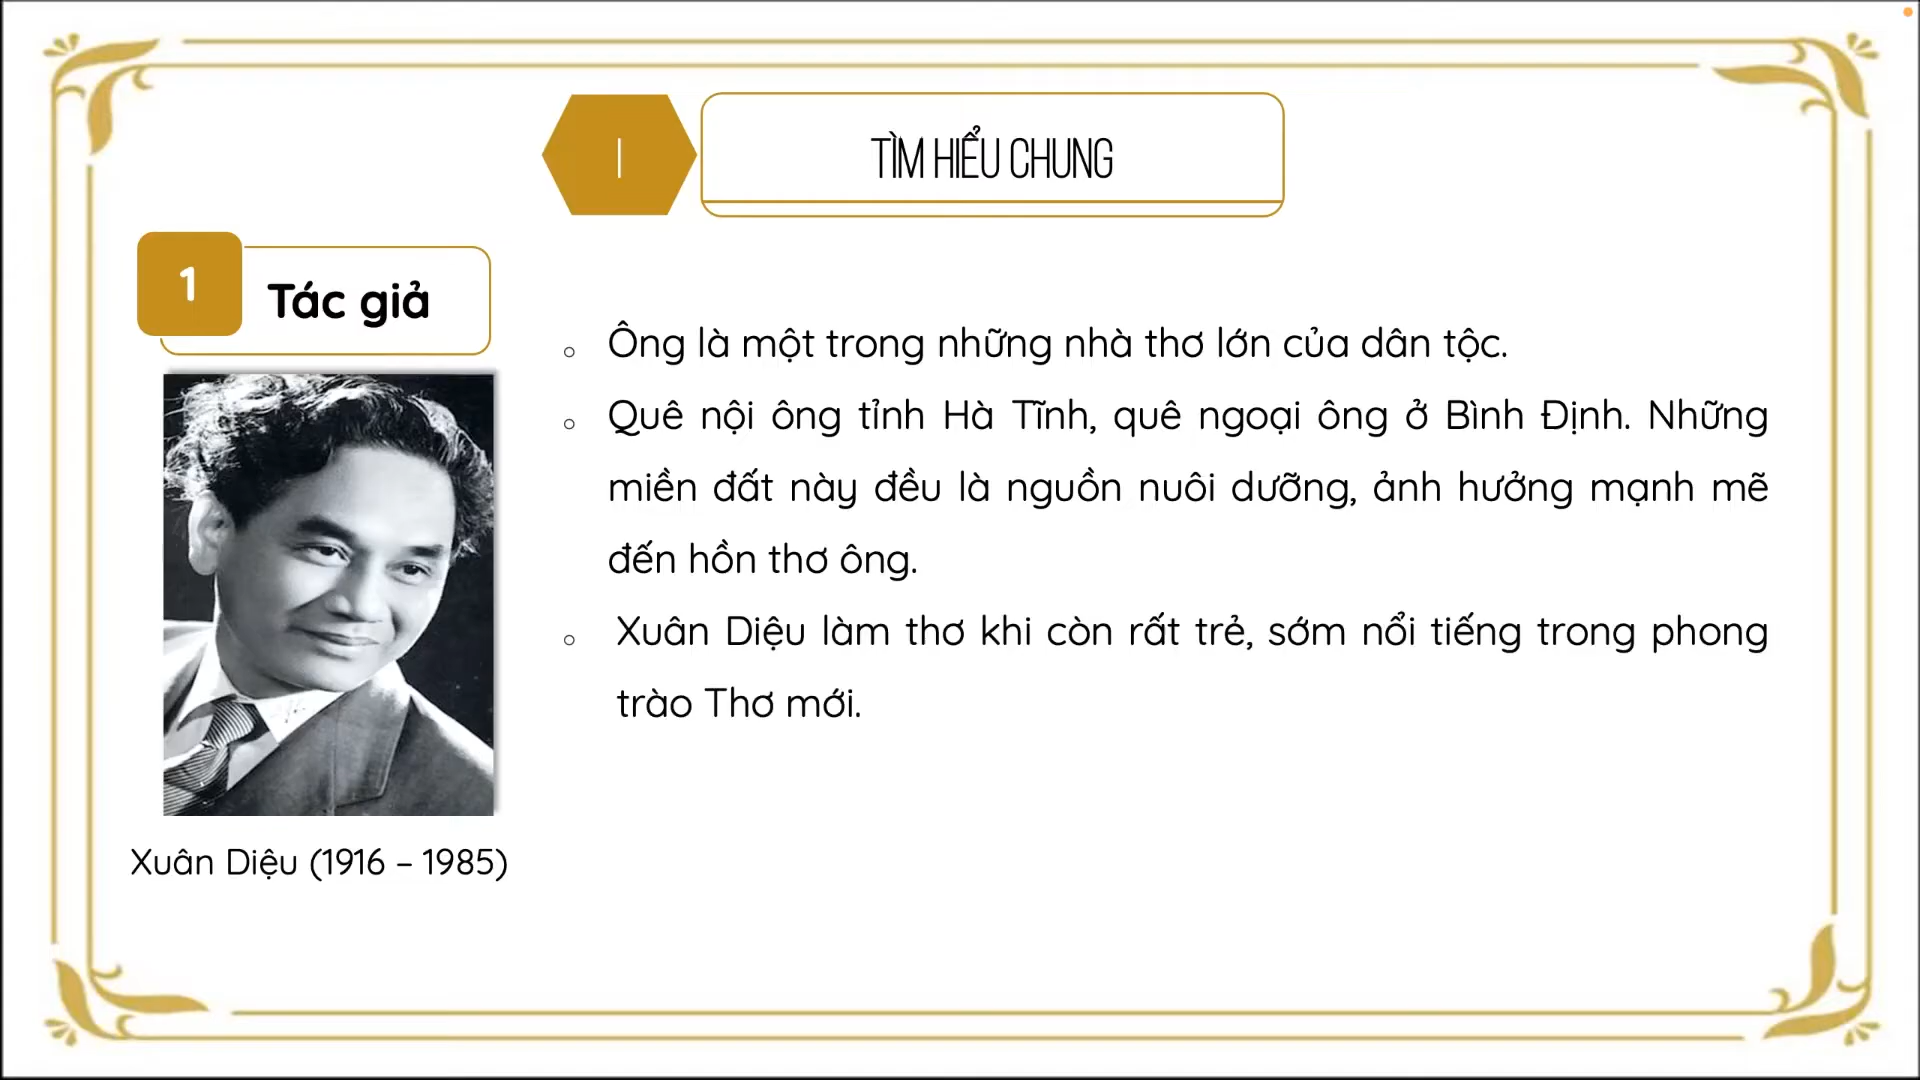 I
TÌM HIỂU CHUNG
1
Tác giả
Ông là một trong những nhà thơ lớn của dân tộc.
Quê nội ông tỉnh Hà Tĩnh, quê ngoại ông ở Bình Định. Những
miền đất này đều là nguồn nuôi dưỡng, ảnh hưởng mạnh mẽ
đến hồn thơ ông.
Xuân Diệu làm thơ khi còn rất trẻ, sớm nổi tiếng trong phong
trào Thơ mới.
Xuân Diệu (1916 – 1985)